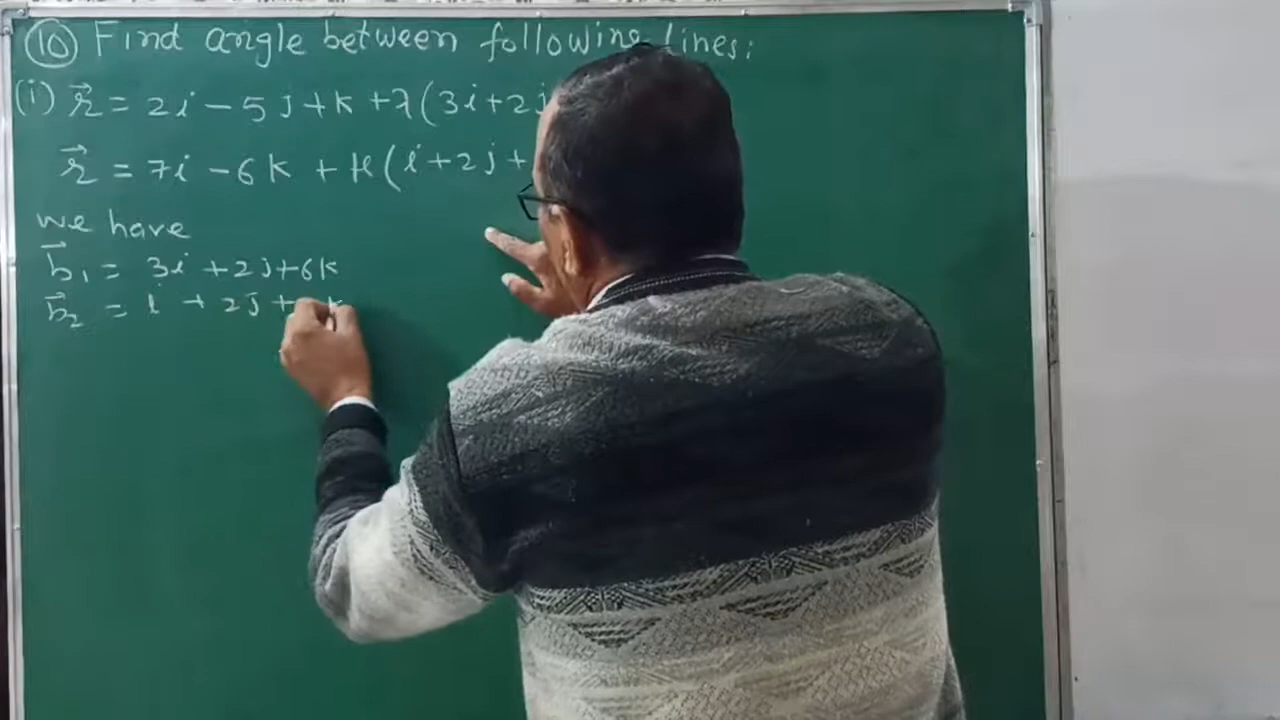 (10) Find angle between following lines:
(i) r⃗ = 2i - 5j + k + λ(3i + 2j
r⃗ = 7i - 6k + μ(i + 2j +
we have
b⃗₁ = 3i + 2j + 6k
b⃗₂ = i + 2j +